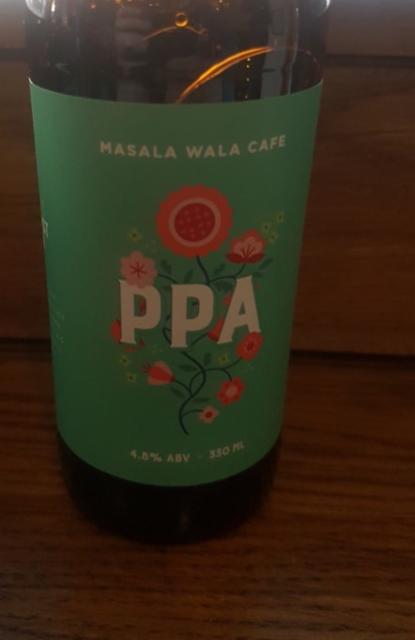 MASALA WALA CAFE
PPA
4.8% ABV - 330 ML